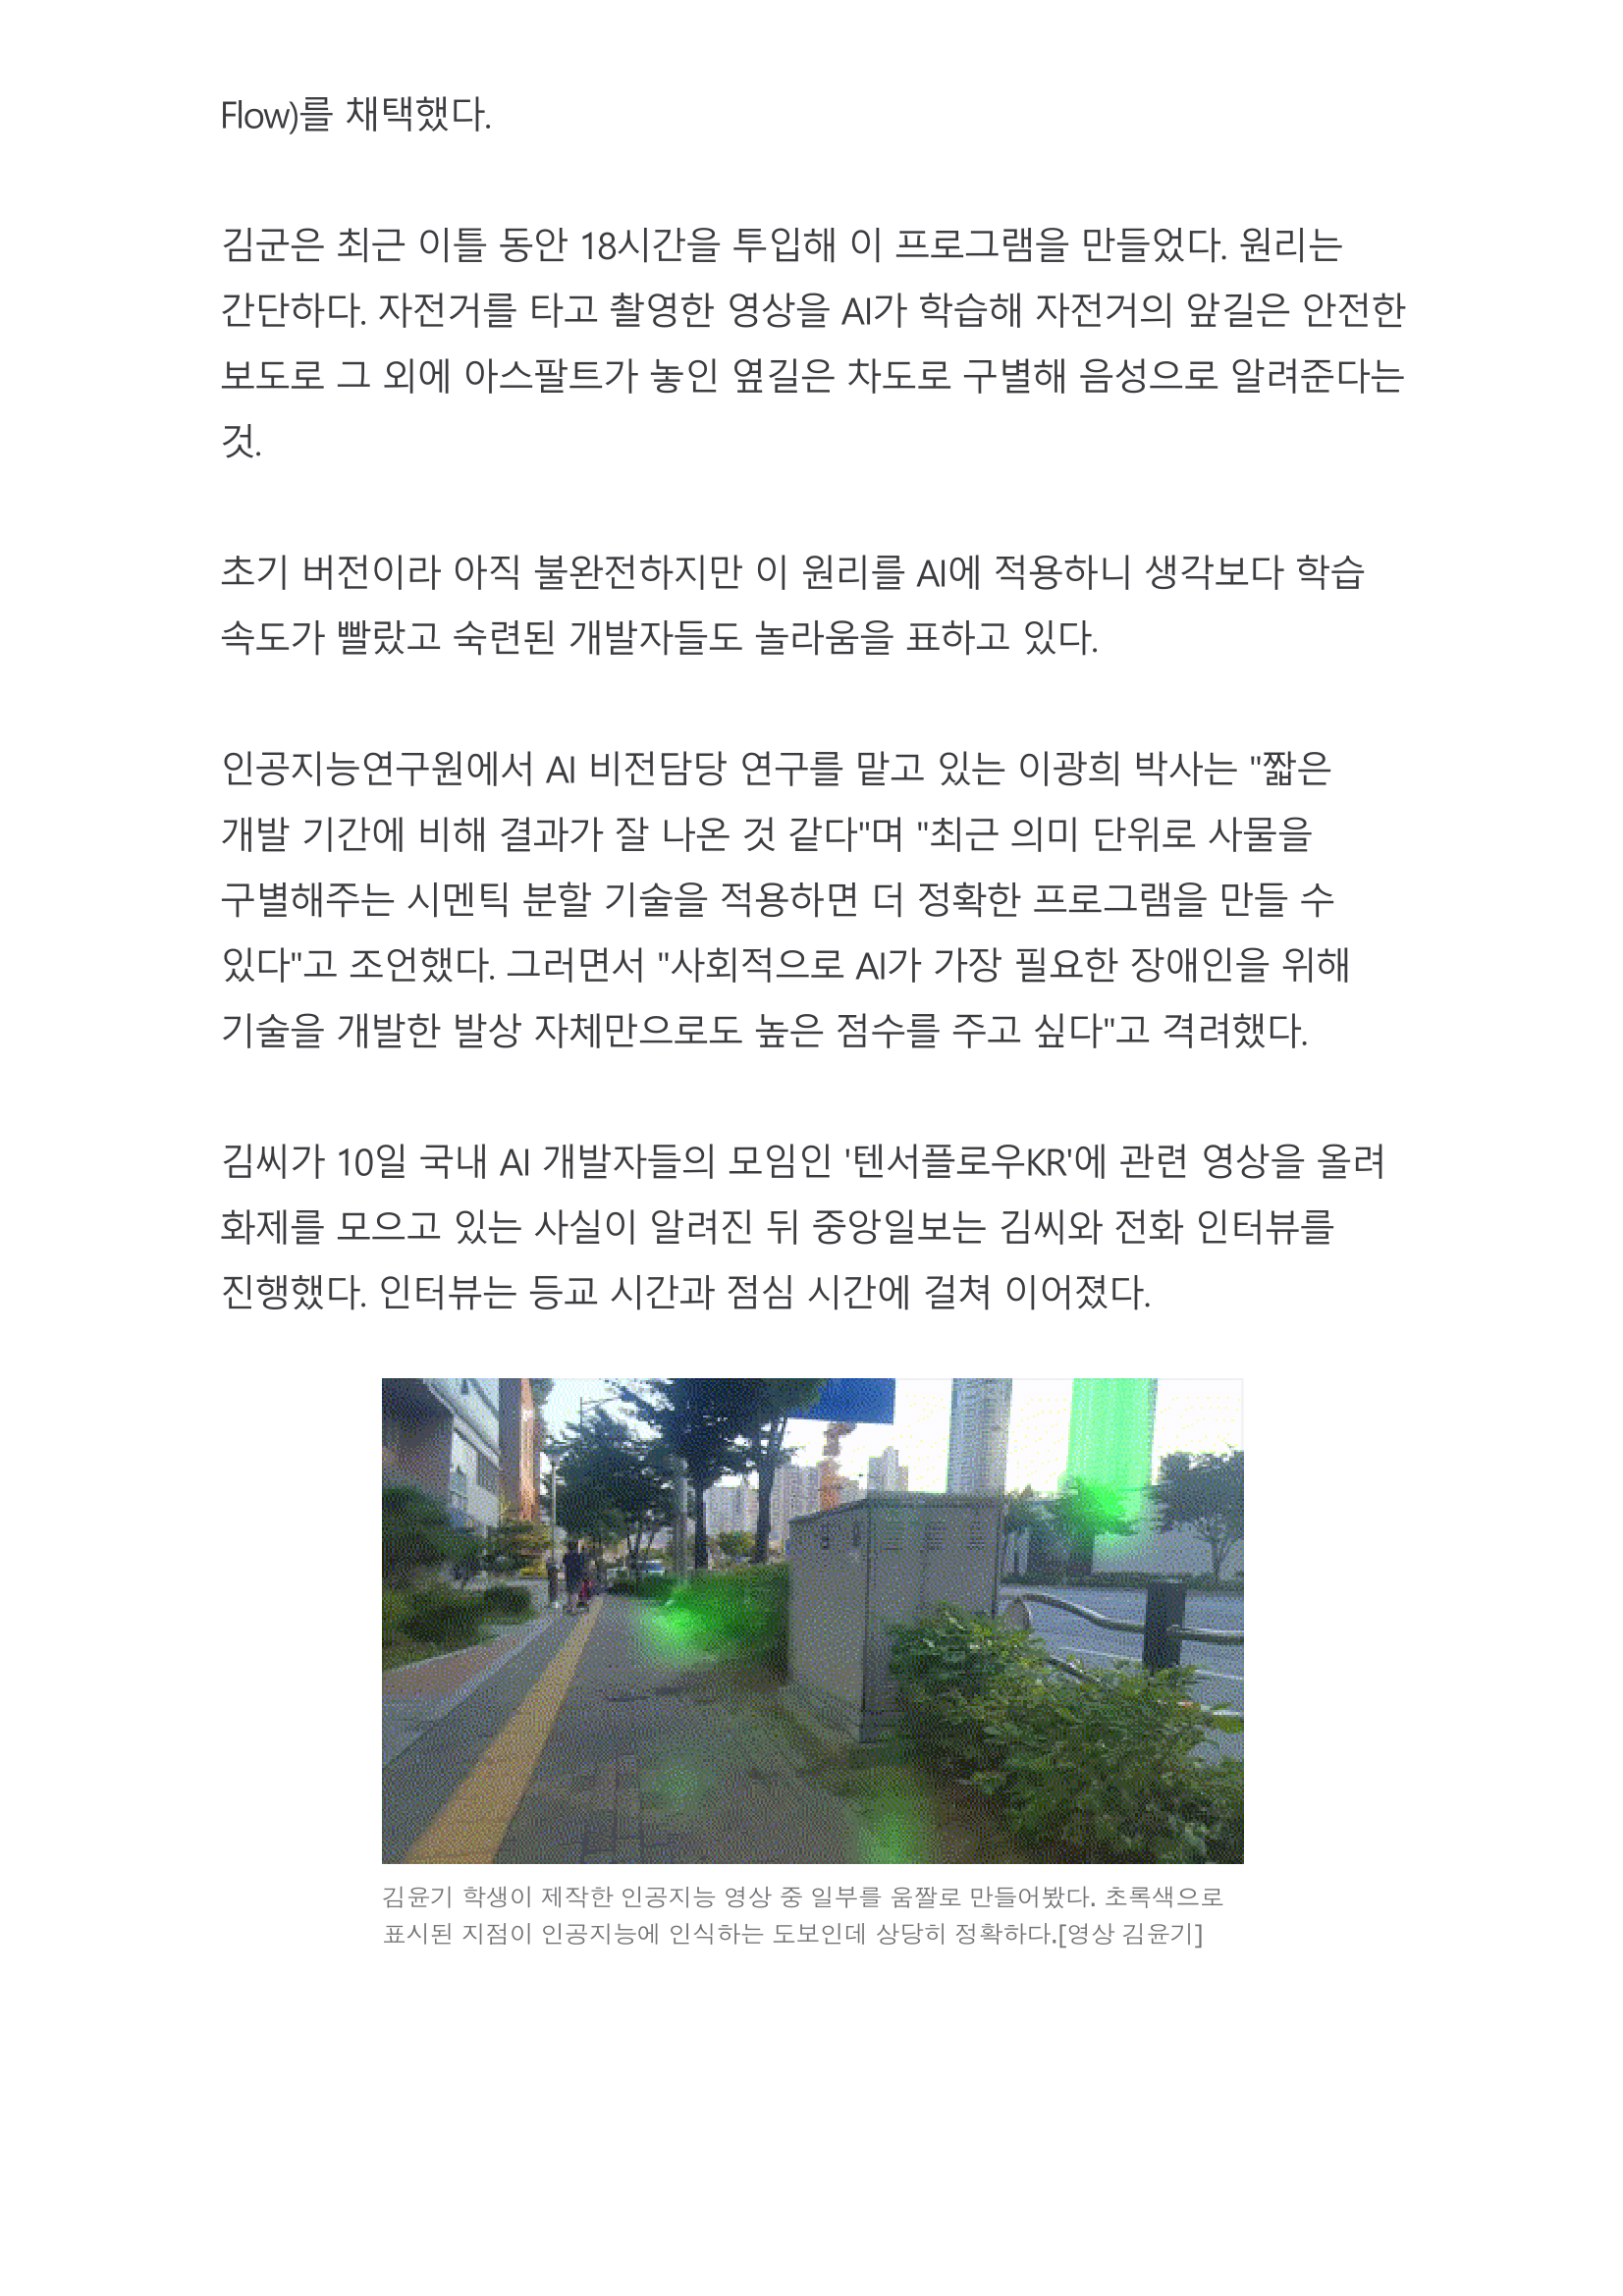 Flow)를 채택했다.
김군은 최근 이틀 동안 18시간을 투입해 이 프로그램을 만들었다. 원리는
간단하다. 자전거를 타고 촬영한 영상을 AI가 학습해 자전거의 앞길은 안전한
보도로 그 외에 아스팔트가 놓인 옆길은 차도로 구별해 음성으로 알려준다는
것.
초기 버전이라 아직 불완전하지만 이 원리를 AI에 적용하니 생각보다 학습
속도가 빨랐고 숙련된 개발자들도 놀라움을 표하고 있다.
인공지능연구원에서 AI 비전담당 연구를 맡고 있는 이광희 박사는 "짧은
개발 기간에 비해 결과가 잘 나온 것 같다"며 "최근 의미 단위로 사물을
구별해주는 시멘틱 분할 기술을 적용하면 더 정확한 프로그램을 만들 수
있다"고 조언했다. 그러면서 "사회적으로 AI가 가장 필요한 장애인을 위해
기술을 개발한 발상 자체만으로도 높은 점수를 주고 싶다"고 격려했다.
김씨가 10일 국내 AI 개발자들의 모임인 '텐서플로우KR'에 관련 영상을 올려
화제를 모으고 있는 사실이 알려진 뒤 중앙일보는 김씨와 전화 인터뷰를
진행했다. 인터뷰는 등교 시간과 점심 시간에 걸쳐 이어졌다.
김윤기 학생이 제작한 인공지능 영상 중 일부를 움짤로 만들어봤다. 초록색으로
표시된 지점이 인공지능에 인식하는 도보인데 상당히 정확하다.[영상 김윤기]